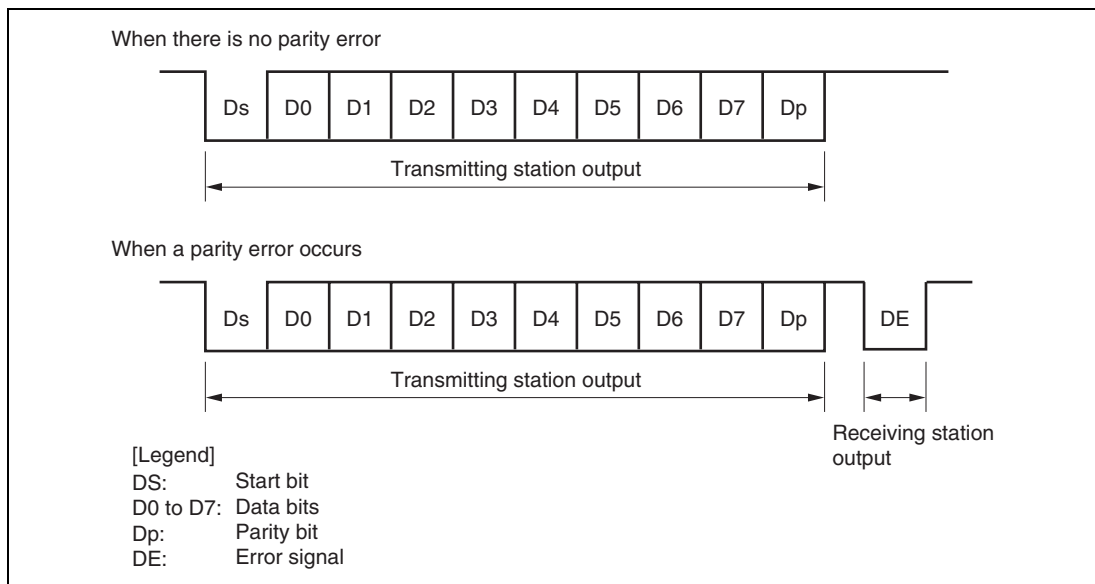 When there is no parity error
Ds D0 D1 D2 D3 D4 D5 D6 D7 Dp
Transmitting station output
When a parity error occurs
Ds D0 D1 D2 D3 D4 D5 D6 D7 Dp DE
Transmitting station output
Receiving station
output
[Legend]
DS: Start bit
D0 to D7: Data bits
Dp: Parity bit
DE: Error signal